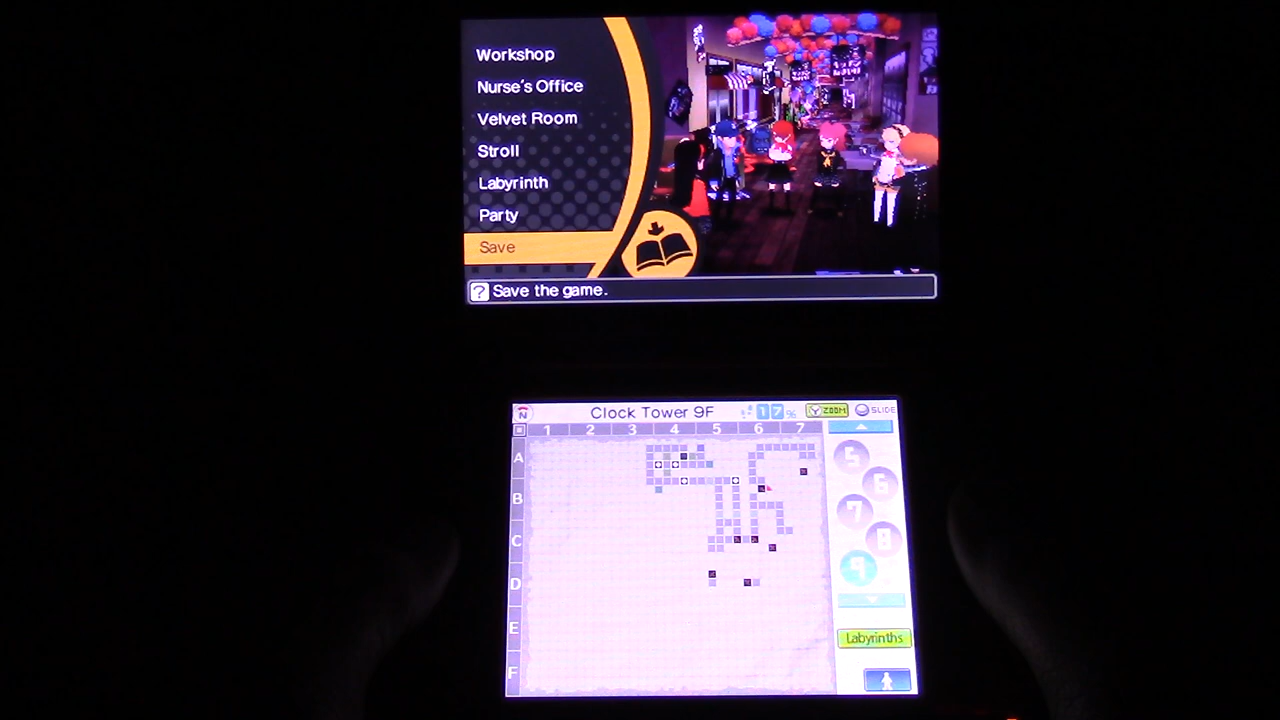 Workshop
Nurse's Office
Velvet Room
Stroll
Labyrinth
Party
Save
? Save the game.
N Clock Tower 9F 17% Y ZOOM SLIDE
1 2 3 4 5 6 7
A
B
C
D
E
F
5
6
7
8
9
Labyrinths